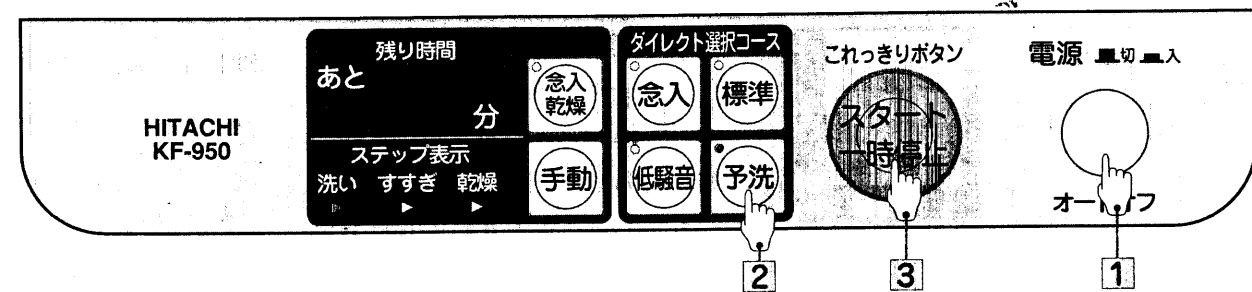 HITACHI
KF-950
残り時間
あと
分
ステップ表示
洗い すすぎ 乾燥
念入
乾燥
手動
ダイレクト選択コース
念入
標準
低騒音
予洗
これっきりボタン
スタート
一時停止
電源 切 入
オートオフ
2
3
1